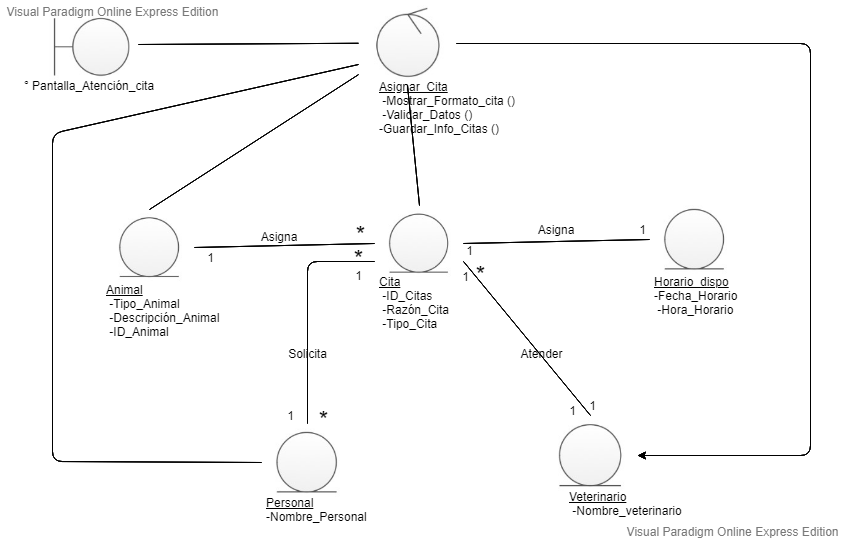 Visual Paradigm Online Express Edition
° Pantalla_Atención_cita
Asignar_Cita
-Mostrar_Formato_cita ()
-Validar_Datos ()
-Guardar_Info_Citas ()
Asigna
*
1
*
1
Asigna
1
1
1
*
Animal
-Tipo_Animal
-Descripción_Animal
-ID_Animal
Cita
-ID_Citas
-Razón_Cita
-Tipo_Cita
Horario_dispo
-Fecha_Horario
-Hora_Horario
Solicita
Atender
1
*
1
1
Personal
-Nombre_Personal
Veterinario
-Nombre_veterinario
Visual Paradigm Online Express Edition